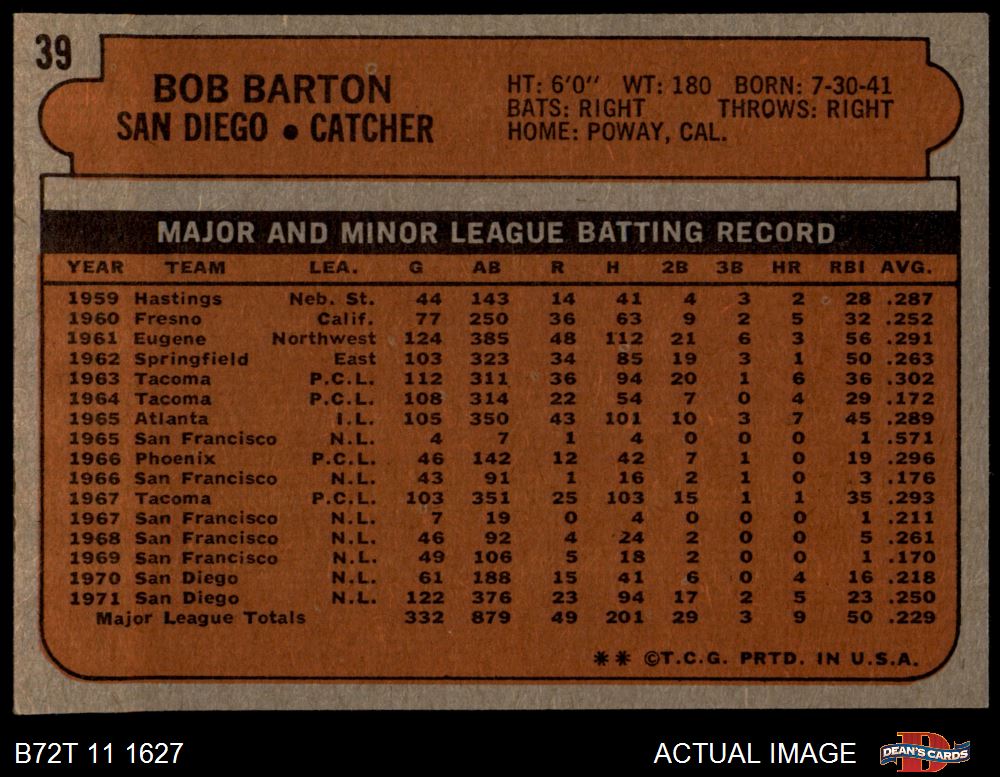 39
BOB BARTON
SAN DIEGO • CATCHER
HT: 6'0" WT: 180 BORN: 7-30-41
BATS: RIGHT THROWS: RIGHT
HOME: POWAY, CAL.
MAJOR AND MINOR LEAGUE BATTING RECORD
YEAR TEAM LEA. G AB R H 2B 3B HR RBI AVG.
1959 Hastings Neb. St. 44 143 14 41 4 3 2 28 .287
1960 Fresno Calif. 77 250 36 63 9 2 5 32 .252
1961 Eugene Northwest 124 385 48 112 21 6 3 56 .291
1962 Springfield East 103 323 34 85 19 3 1 50 .263
1963 Tacoma P.C.L. 112 311 36 94 20 1 6 36 .302
1964 Tacoma P.C.L. 108 314 22 54 7 0 4 29 .172
1965 Atlanta I.L. 105 350 43 101 10 3 7 45 .289
1965 San Francisco N.L. 4 7 1 4 0 0 0 1 .571
1966 Phoenix P.C.L. 46 142 12 42 7 1 0 19 .296
1966 San Francisco N.L. 43 91 1 16 2 1 0 3 .176
1967 Tacoma P.C.L. 103 351 25 103 15 1 1 35 .293
1967 San Francisco N.L. 7 19 0 4 0 0 0 1 .211
1968 San Francisco N.L. 46 92 4 24 2 0 0 5 .261
1969 San Francisco N.L. 49 106 5 18 2 0 0 1 .170
1970 San Diego N.L. 61 188 15 41 6 0 4 16 .218
1971 San Diego N.L. 122 376 23 94 17 2 5 23 .250
Major League Totals 332 879 49 201 29 3 9 50 .229
** ©T.C.G. PRTD. IN U.S.A.
B72T 11 1627
ACTUAL IMAGE
DEAN'S CARDS